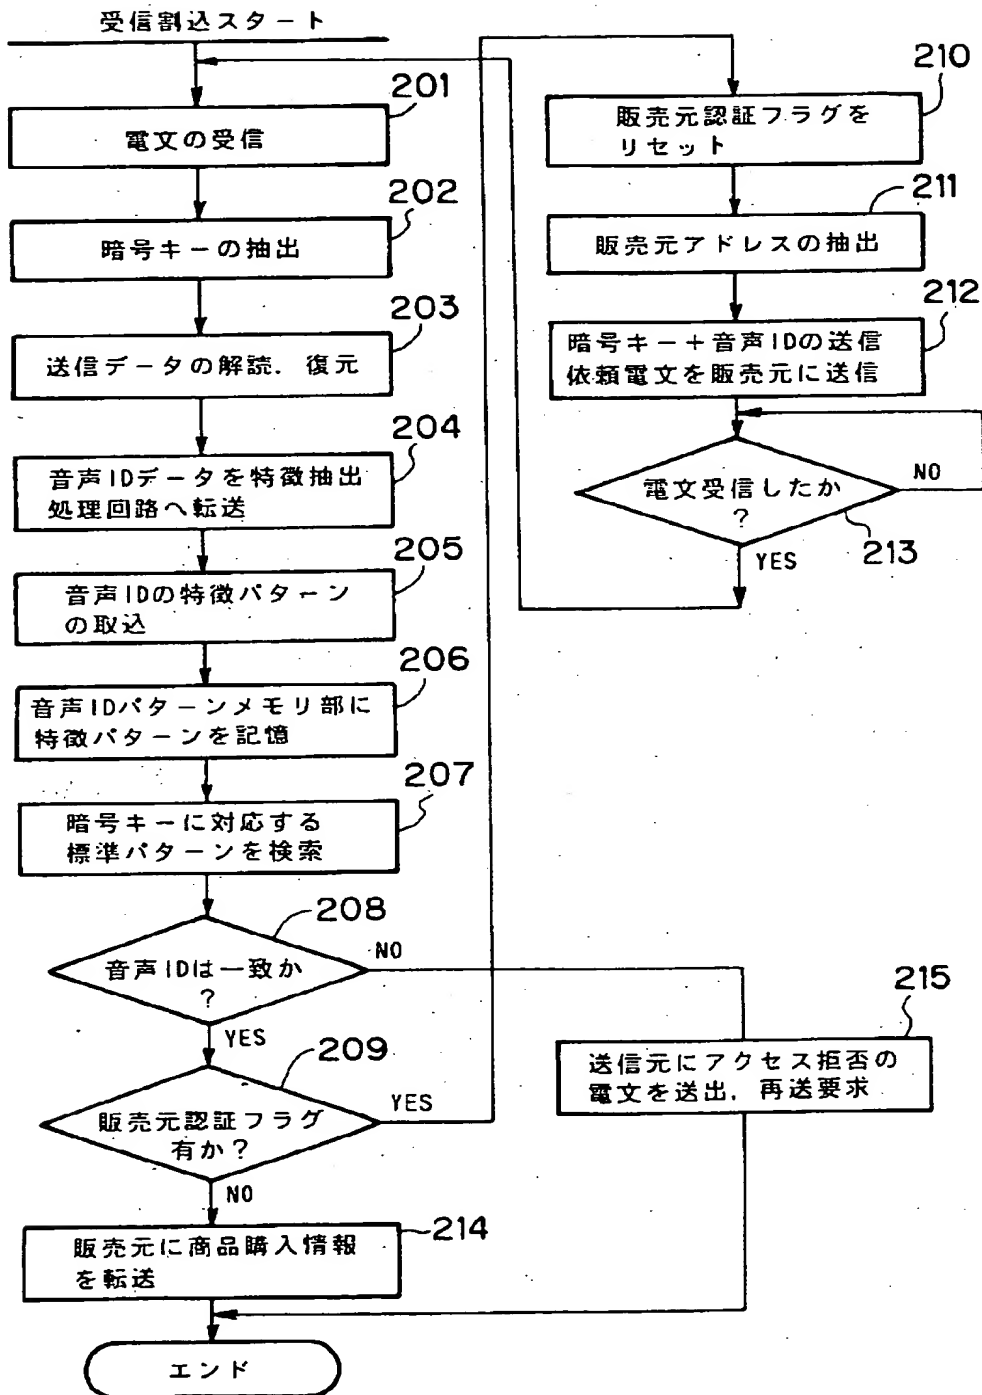 受信割込スタート
201
電文の受信
202
暗号キーの抽出
203
送信データの解読, 復元
204
音声IDデータを特徴抽出
処理回路へ転送
205
音声IDの特徴パターン
の取込
206
音声IDパターンメモリ部に
特徴パターンを記憶
207
暗号キーに対応する
標準パターンを検索
208
音声IDは一致か
?
NO
YES
209
販売元認証フラグ
有か?
YES
NO
214
販売元に商品購入情報
を転送
エンド
210
販売元認証フラグを
リセット
211
販売元アドレスの抽出
212
暗号キー+音声IDの送信
依頼電文を販売元に送信
電文受信したか
?
NO
213
YES
215
送信元にアクセス拒否の
電文を送出, 再送要求